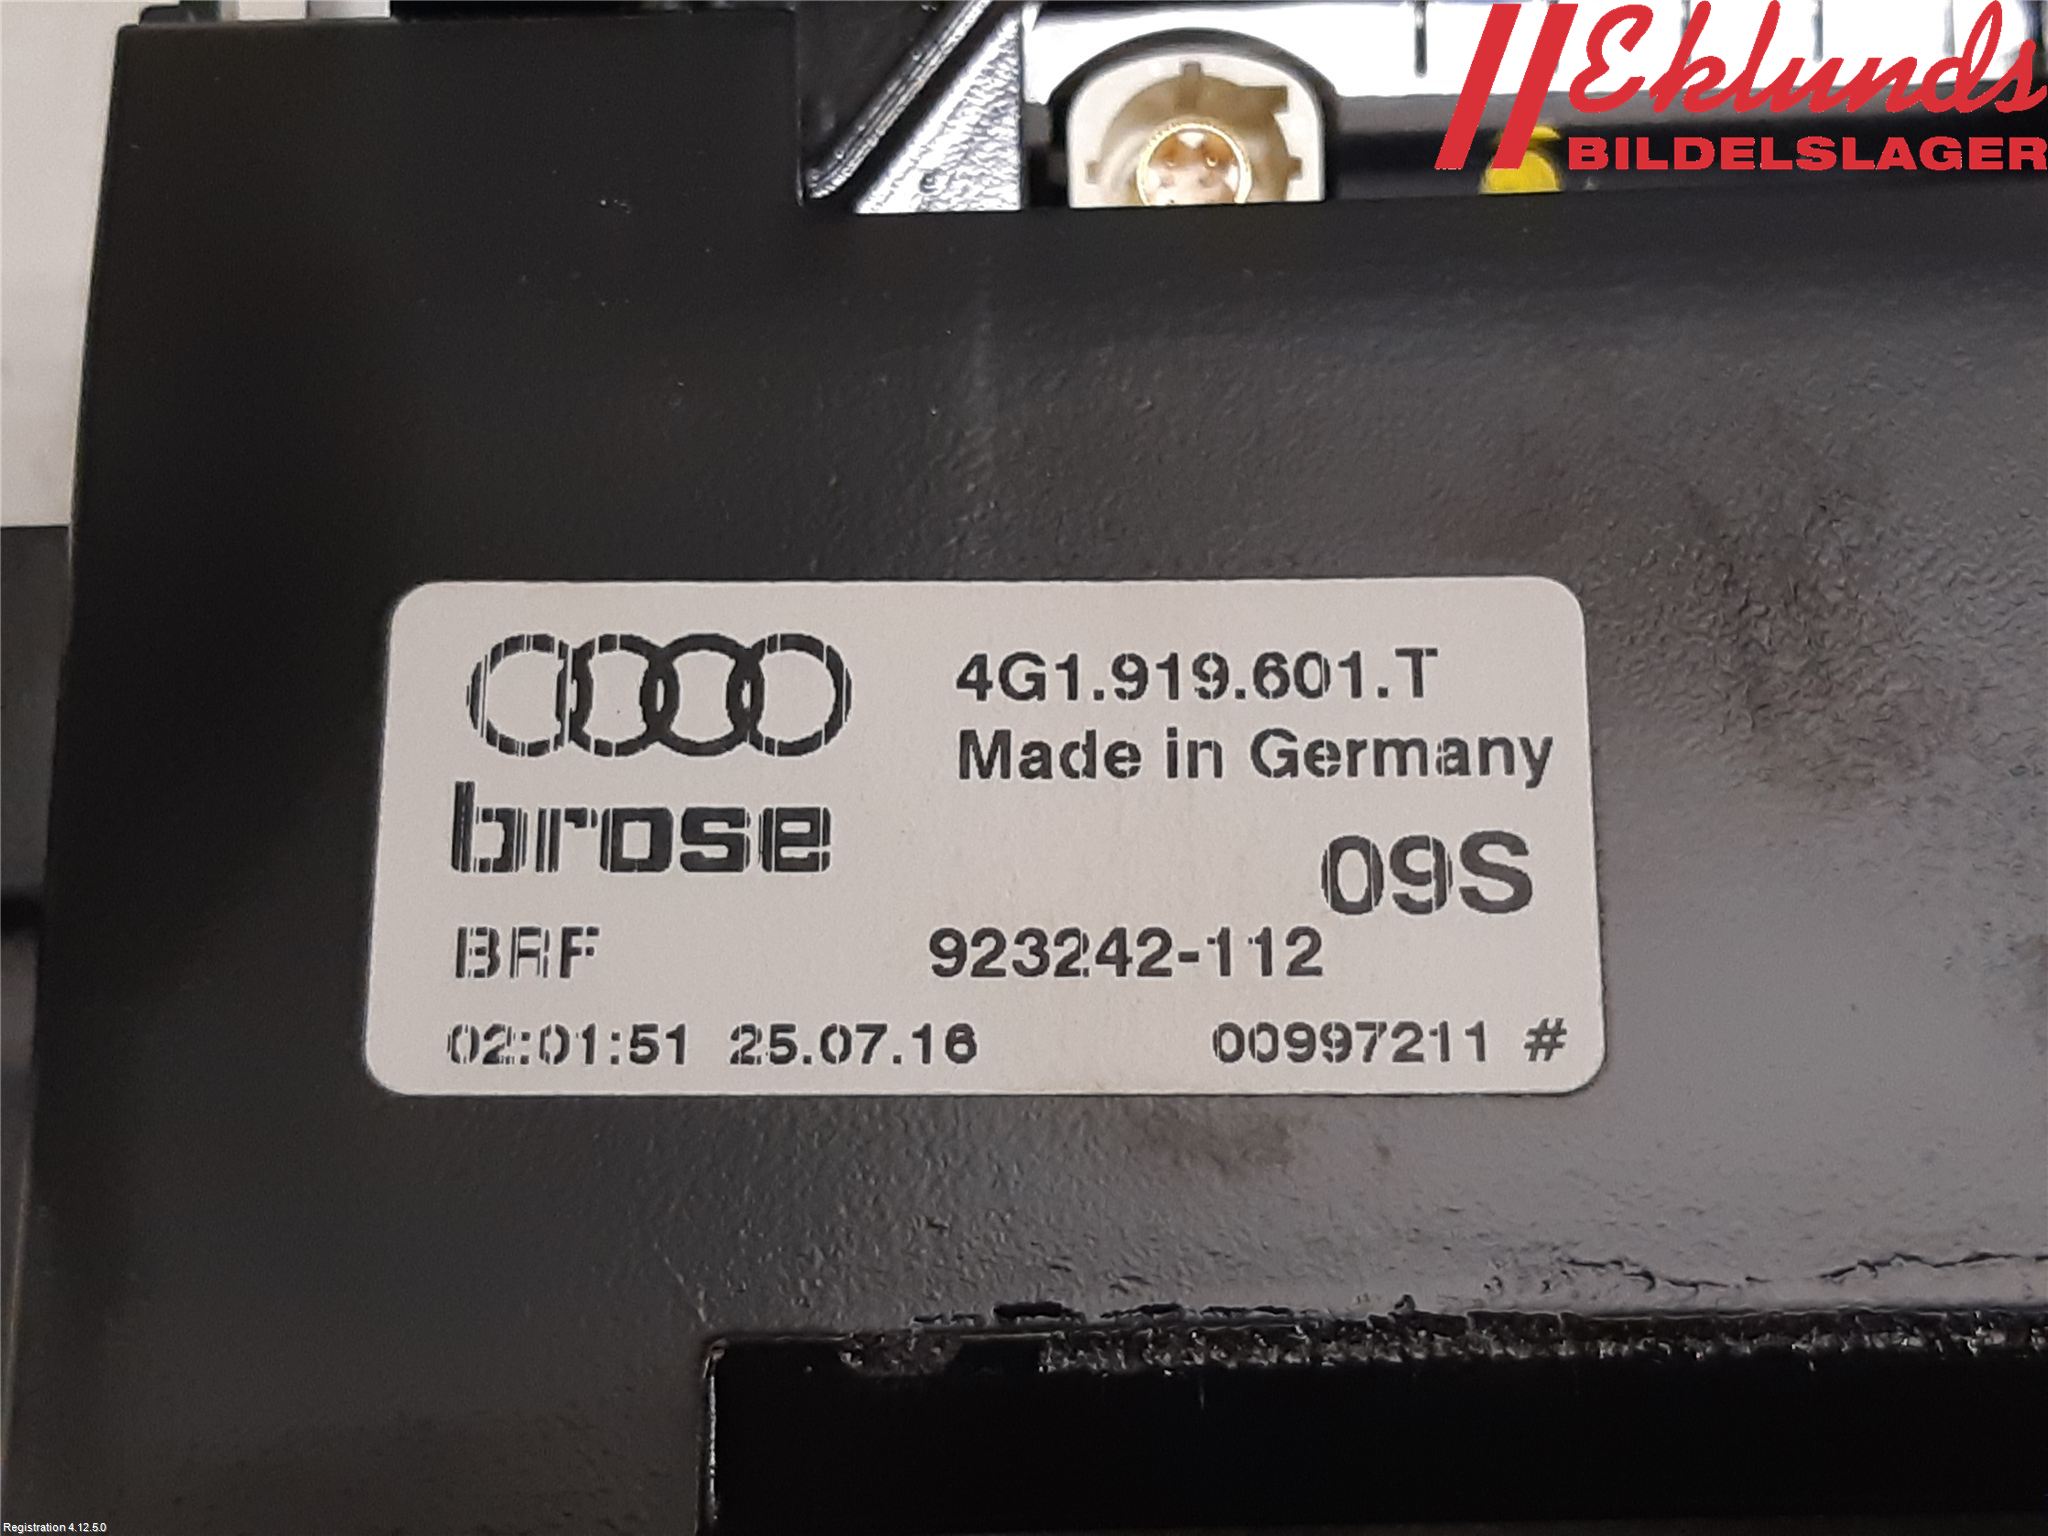 Eklunds
BILDELSLAGER
4G1.919.601.T
Made in Germany
brose
09S
BRF 923242-112
02:01:51 25.07.16 00997211 #
Registration 4.12.5.0